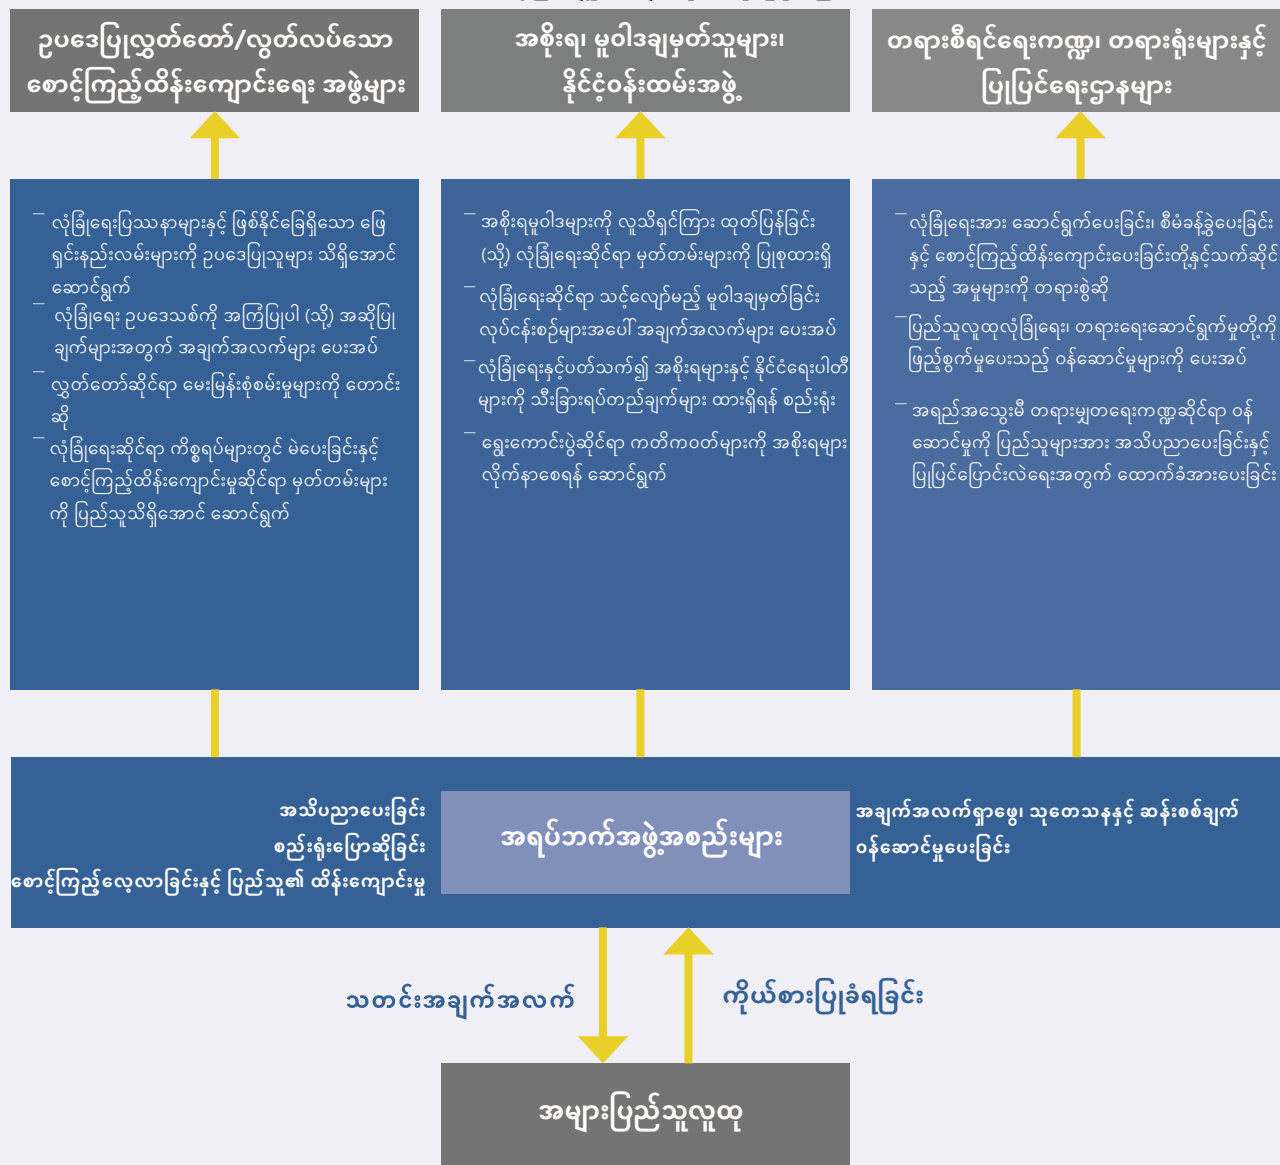 ဥပဒေပြုလွှတ်တော်/လွတ်လပ်သော
စောင့်ကြည့်ထိန်းကျောင်းရေး အဖွဲ့များ
အစိုးရ၊ မူဝါဒချမှတ်သူများ၊
နိုင်ငံ့ဝန်းထမ်းအဖွဲ့
တရားစီရင်ရေးကဏ္ဍ၊ တရားရုံးများနှင့်
ပြုပြင်ရေးဌာနများ
— လုံခြုံရေးပြဿနာများနှင့် ဖြစ်နိုင်ခြေရှိသော ဖြေ
ရှင်းနည်းလမ်းများကို ဥပဒေပြုသူများ သိရှိအောင်
ဆောင်ရွက်
— လုံခြုံရေး ဥပဒေသစ်ကို အကြံပြုပါ (သို့) အဆိုပြု
ချက်များအတွက် အချက်အလက်များ ပေးအပ်
— လွှတ်တော်ဆိုင်ရာ မေးမြန်းစုံစမ်းမှုများကို တောင်း
ဆို
— လုံခြုံရေးဆိုင်ရာ ကိစ္စရပ်များတွင် မဲပေးခြင်းနှင့်
စောင့်ကြည့်ထိန်းကျောင်းမှုဆိုင်ရာ မှတ်တမ်းများ
ကို ပြည်သူသိရှိအောင် ဆောင်ရွက်
— အစိုးရမူဝါဒများကို လူသိရှင်ကြား ထုတ်ပြန်ခြင်း
(သို့) လုံခြုံရေးဆိုင်ရာ မှတ်တမ်းများကို ပြုစုထားရှိ
— လုံခြုံရေးဆိုင်ရာ သင့်လျော်မည့် မူဝါဒချမှတ်ခြင်း
လုပ်ငန်းစဉ်များအပေါ် အချက်အလက်များ ပေးအပ်
— လုံခြုံရေးနှင့်ပတ်သက်၍ အစိုးရများနှင့် နိုင်ငံရေးပါတီ
များကို သီးခြားရပ်တည်ချက်များ ထားရှိရန် စည်းရုံး
— ရွေးကောင်းပွဲဆိုင်ရာ ကတိကဝတ်များကို အစိုးရများ
လိုက်နာစေရန် ဆောင်ရွက်
— လုံခြုံရေးအား ဆောင်ရွက်ပေးခြင်း၊ စီမံခန့်ခွဲပေးခြင်း
နှင့် စောင့်ကြည့်ထိန်းကျောင်းပေးခြင်းတို့နှင့်သက်ဆိုင်
သည့် အမှုများကို တရားစွဲဆို
— ပြည်သူလူထုလုံခြုံရေး၊ တရားရေးဆောင်ရွက်မှုတို့ကို
ဖြည့်စွက်မှုပေးသည့် ဝန်ဆောင်မှုများကို ပေးအပ်
— အရည်အသွေးမီ တရားမျှတရေးကဏ္ဍဆိုင်ရာ ဝန်
ဆောင်မှုကို ပြည်သူများအား အသိပညာပေးခြင်းနှင့်
ပြုပြင်ပြောင်းလဲရေးအတွက် ထောက်ခံအားပေးခြင်း
အသိပညာပေးခြင်း
စည်းရုံးပြောဆိုခြင်း
စောင့်ကြည့်လေ့လာခြင်းနှင့် ပြည်သူ၏ ထိန်းကျောင်းမှု
အရပ်ဘက်အဖွဲ့အစည်းများ
အချက်အလက်ရှာဖွေ၊ သုတေသနနှင့် ဆန်းစစ်ချက်
ဝန်ဆောင်မှုပေးခြင်း
သတင်းအချက်အလက်
ကိုယ်စားပြုခံရခြင်း
အများပြည်သူလူထု